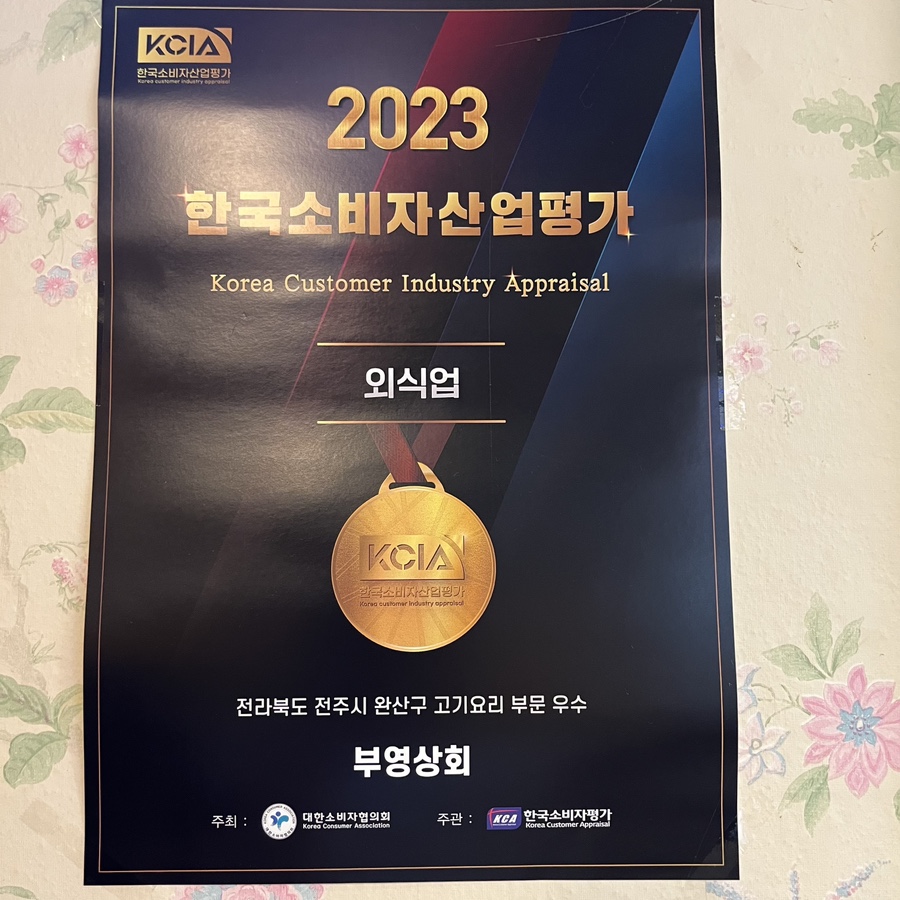 KCIA
한국소비자산업평가
Korea customer industry appraisal
2023
한국소비자산업평가
Korea Customer Industry Appraisal
외식업
KCIA
한국소비자산업평가
Korea customer industry appraisal
전라북도 전주시 완산구 고기요리 부문 우수
부영상회
주최 : 대한소비자협의회 주관 : KCA 한국소비자평가
Korea Consumer Association Korea Customer Appraisal